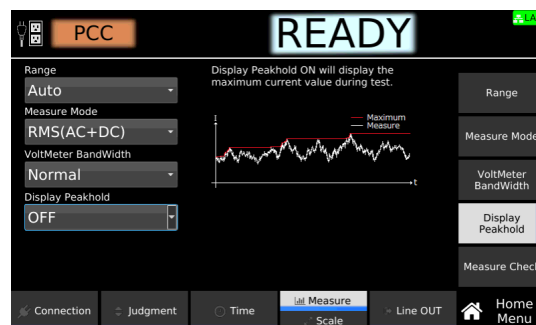 PCC
READY
LA
Range
Auto
Measure Mode
RMS(AC+DC)
VoltMeter BandWidth
Normal
Display Peakhold
OFF
Display Peakhold ON will display the
maximum current value during test.
I
Maximum
Measure
t
Range
Measure Mode
VoltMeter
BandWidth
Display
Peakhold
Measure Check
Connection
Judgment
Time
Measure
Scale
Line OUT
Home
Menu